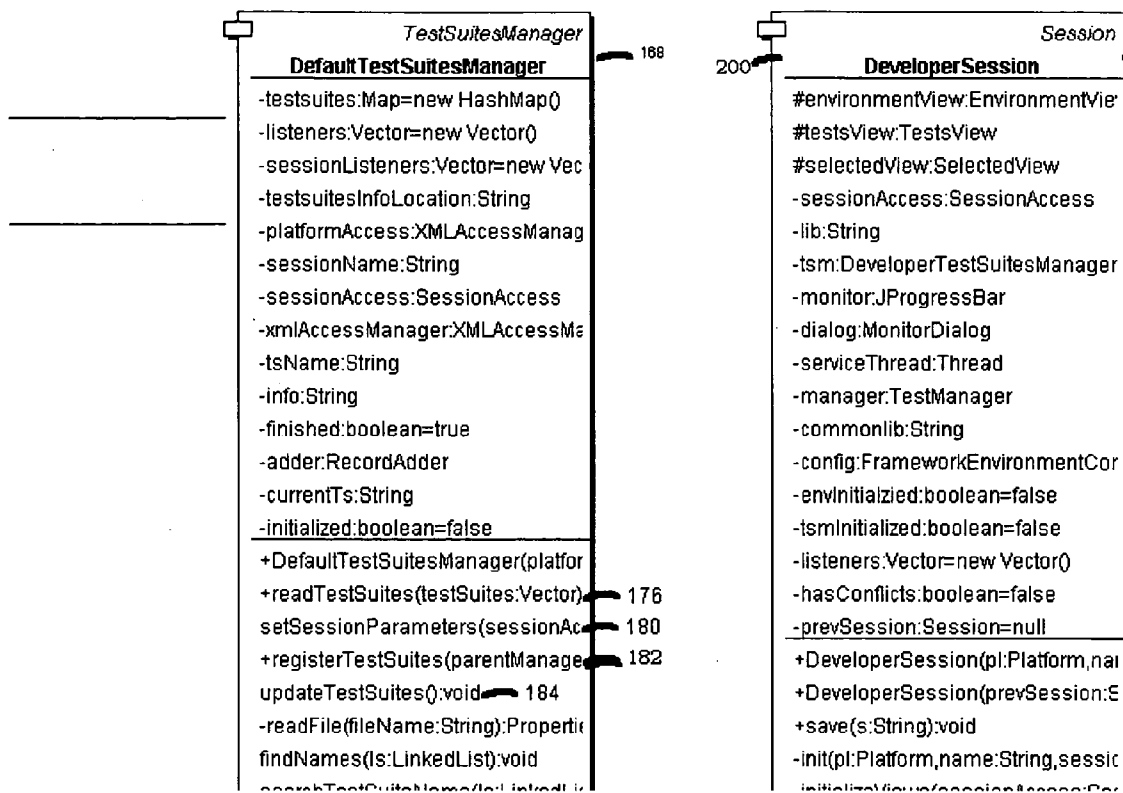 TestSuitesManager
DefaultTestSuitesManager
168
-testsuites:Map=new HashMap()
-listeners:Vector=new Vector()
-sessionListeners:Vector=new Vec
-testsuitesInfoLocation:String
-platformAccess:XMLAccessManag
-sessionName:String
-sessionAccess:SessionAccess
-xmlAccessManager:XMLAccessMa
-tsName:String
-info:String
-finished:boolean=true
-adder:RecordAdder
-currentTs:String
-initialized:boolean=false
+DefaultTestSuitesManager(platfor
+readTestSuites(testSuites:Vector) 176
setSessionParameters(sessionAc 180
+registerTestSuites(parentManage 182
updateTestSuites():void 184
-readFile(fileName:String):Properti
findNames(ls:LinkedList):void
Session
200
DeveloperSession
#environmentView:EnvironmentVie
#testsView:TestsView
#selectedView:SelectedView
-sessionAccess:SessionAccess
-lib:String
-tsm:DeveloperTestSuitesManager
-monitor:JProgressBar
-dialog:MonitorDialog
-serviceThread:Thread
-manager:TestManager
-commonlib:String
-config:FrameworkEnvironmentCor
-envInitialzied:boolean=false
-tsmInitialized:boolean=false
-listeners:Vector=new Vector()
-hasConflicts:boolean=false
-prevSession:Session=null
+DeveloperSession(pl:Platform,nai
+DeveloperSession(prevSession:S
+save(s:String):void
-init(pl:Platform,name:String,sessic